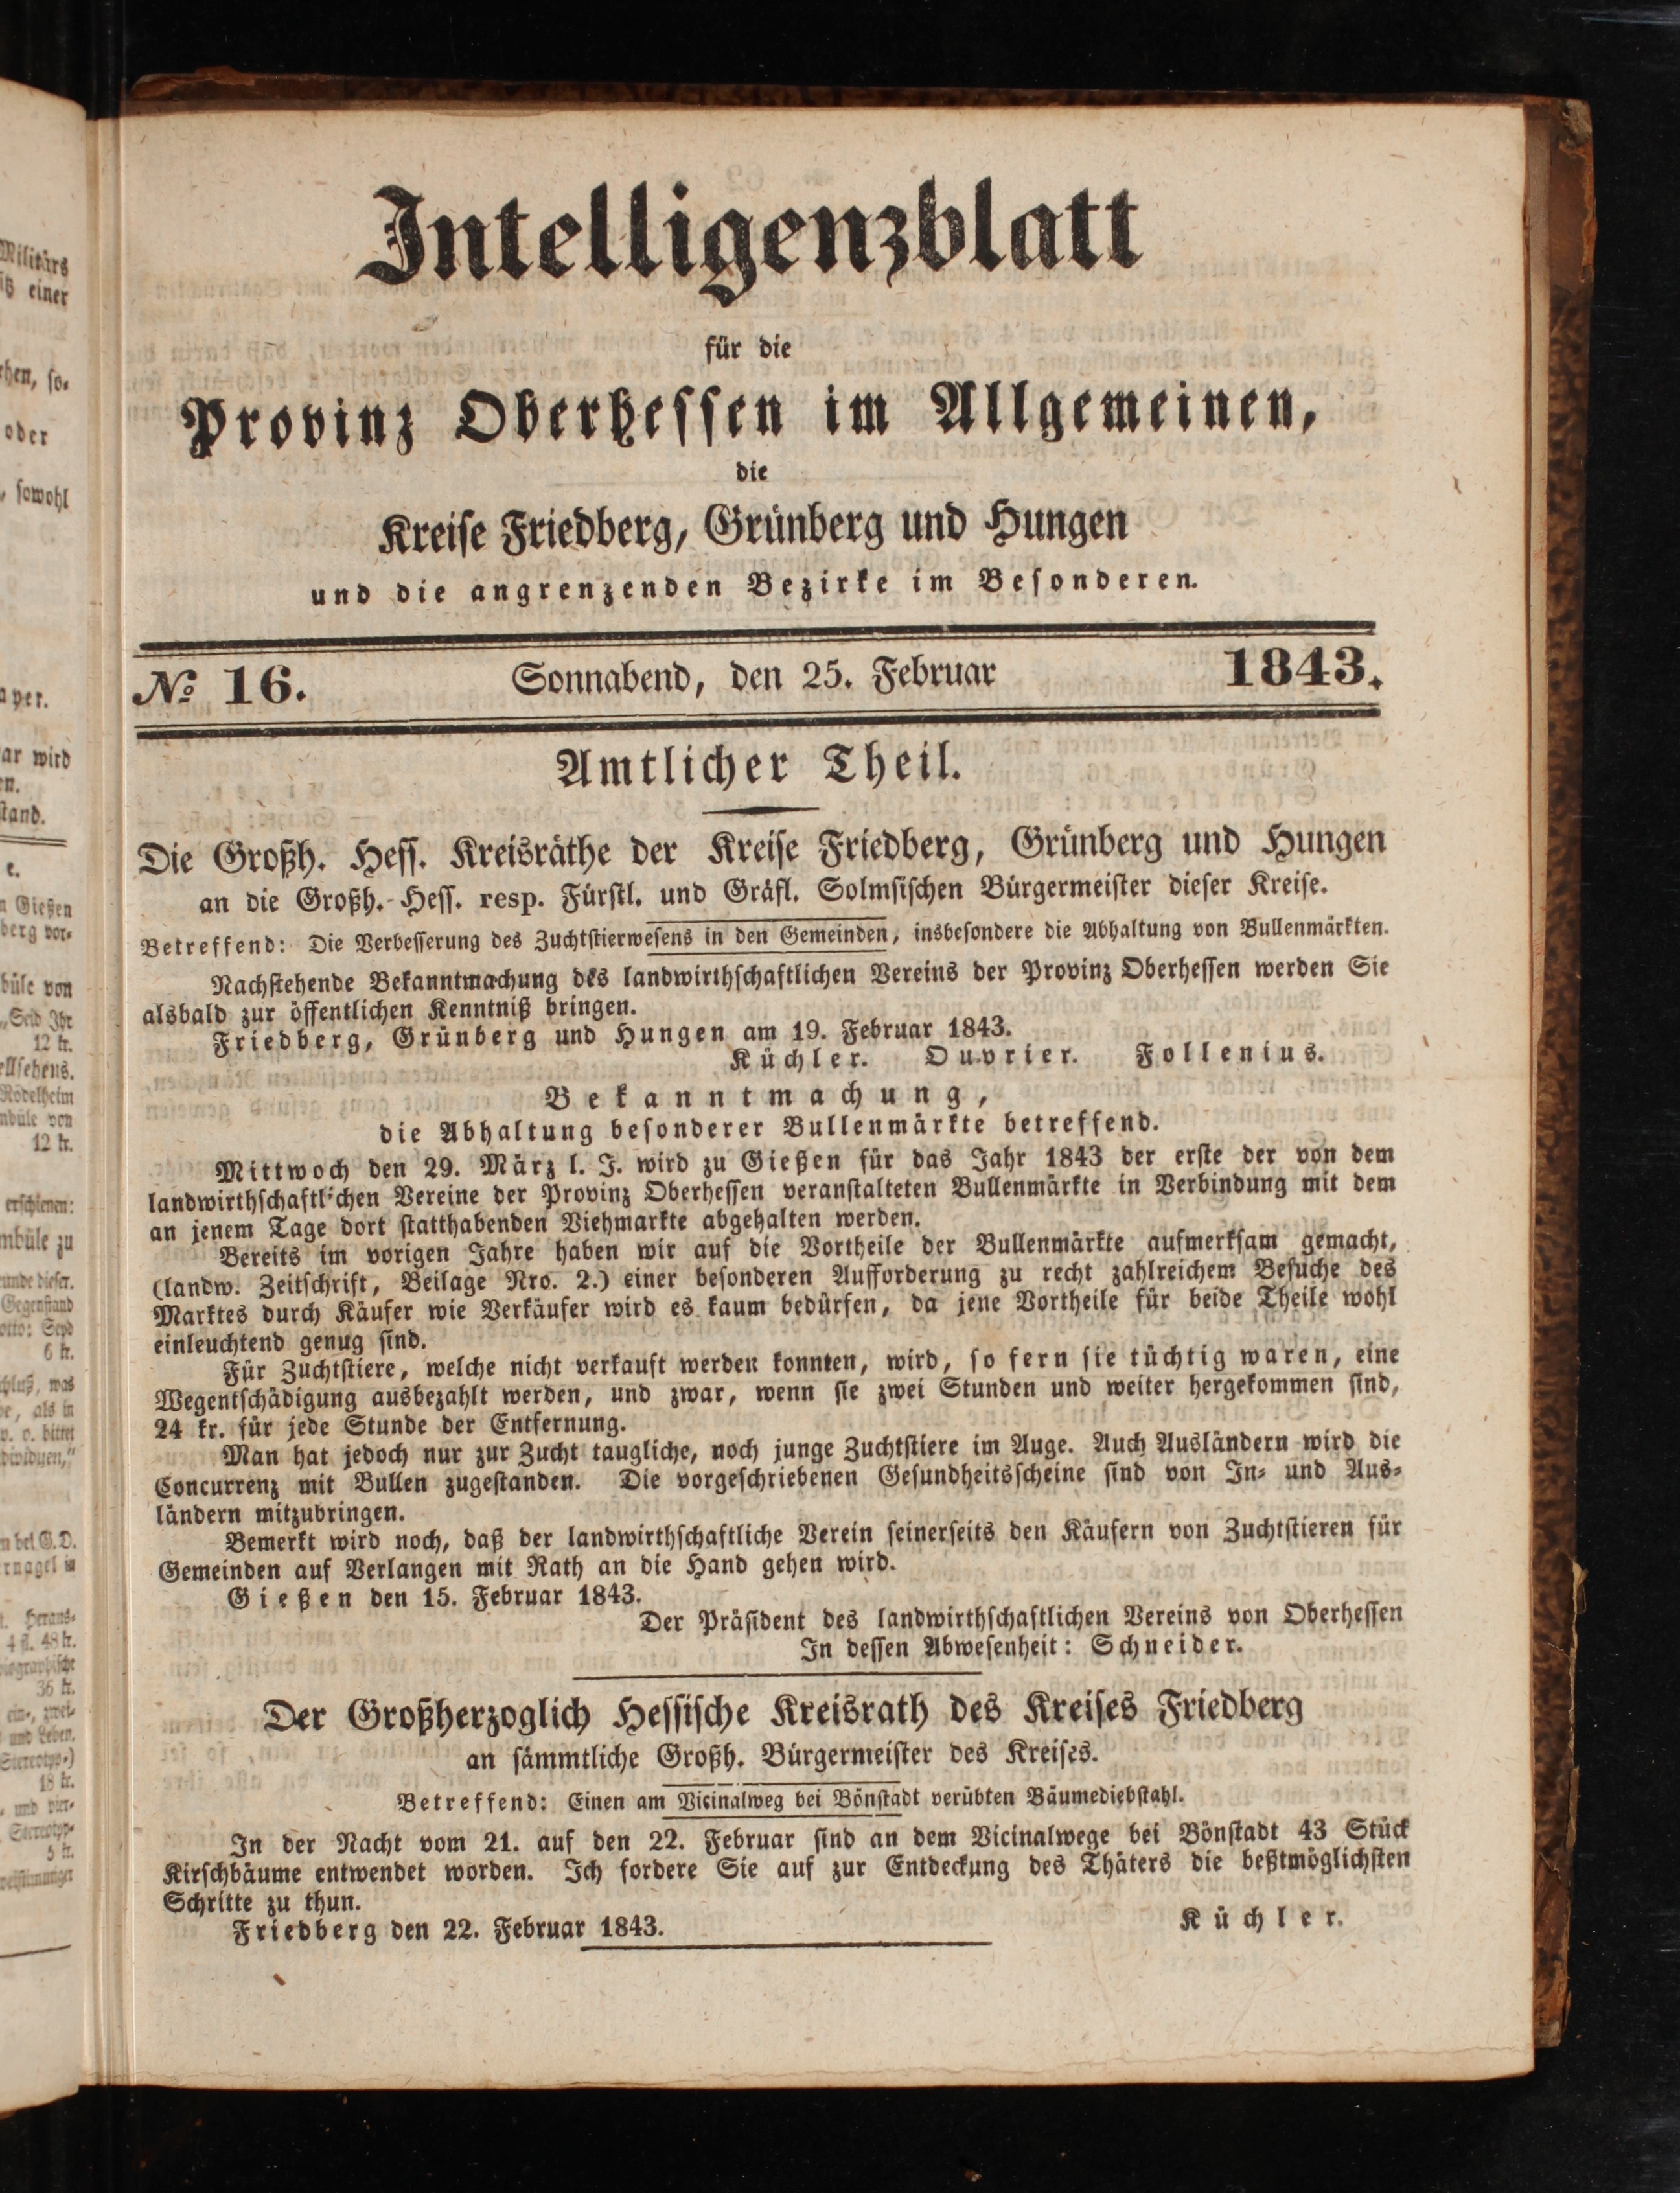 Intelligenzblatt
für die
Provinz Oberhessen im Allgemeinen,
die
Kreise Friedberg, Grünberg und Hungen
und die angrenzenden Bezirke im Besonderen.
No 16. Sonnabend, den 25. Februar 1843.
Amtlicher Theil.
Die Großh. Hess. Kreisräthe der Kreise Friedberg, Grünberg und Hungen
an die Großh. Hess. resp. Fürstl. und Gräfl. Solmsischen Bürgermeister dieser Kreise.
Betreffend: Die Verbesserung des Zuchtstierwesens in den Gemeinden, insbesondere die Abhaltung von Bullenmärkten.
Nachstehende Bekanntmachung des landwirthschaftlichen Vereins der Provinz Oberhessen werden Sie
alsbald zur öffentlichen Kenntniß bringen.
Friedberg, Grünberg und Hungen am 19. Februar 1843.
Küchler. Ouvrier. Follenius.
Bekanntmachung,
die Abhaltung besonderer Bullenmärkte betreffend.
Mittwoch den 29. März l. J. wird zu Gießen für das Jahr 1843 der erste der von dem
landwirthschaftlichen Vereine der Provinz Oberhessen veranstalteten Bullenmärkte in Verbindung mit dem
an jenem Tage dort statthabenden Viehmarkte abgehalten werden.
Bereits im vorigen Jahre haben wir auf die Vortheile der Bullenmärkte aufmerksam gemacht,
(landw. Zeitschrift, Beilage Nro. 2.) einer besonderen Aufforderung zu recht zahlreichem Besuche des
Marktes durch Käufer wie Verkäufer wird es kaum bedürfen, da jene Vortheile für beide Theile wohl
einleuchtend genug sind.
Für Zuchtstiere, welche nicht verkauft werden konnten, wird, so fern sie tüchtig waren, eine
Wegentschädigung ausbezahlt werden, und zwar, wenn sie zwei Stunden und weiter hergekommen sind,
24 kr. für jede Stunde der Entfernung.
Man hat jedoch nur zur Zucht taugliche, noch junge Zuchtstiere im Auge. Auch Ausländern wird die
Concurrenz mit Bullen zugestanden. Die vorgeschriebenen Gesundheitsscheine sind von In- und Aus-
ländern mitzubringen.
Bemerkt wird noch, daß der landwirthschaftliche Verein seinerseits den Käufern von Zuchtstieren für
Gemeinden auf Verlangen mit Rath an die Hand gehen wird.
Gießen den 15. Februar 1843.
Der Präsident des landwirthschaftlichen Vereins von Oberhessen
In dessen Abwesenheit: Schneider.
Der Großherzoglich Hessische Kreisrath des Kreises Friedberg
an sämmtliche Großh. Bürgermeister des Kreises.
Betreffend: Einen am Vicinalweg bei Bönstadt verübten Bäumediebstahl.
In der Nacht vom 21. auf den 22. Februar sind an dem Vicinalwege bei Bönstadt 43 Stück
Kirschbäume entwendet worden. Ich fordere Sie auf zur Entdeckung des Thäters die beßtmöglichsten
Schritte zu thun.
Friedberg den 22. Februar 1843. Küchler.